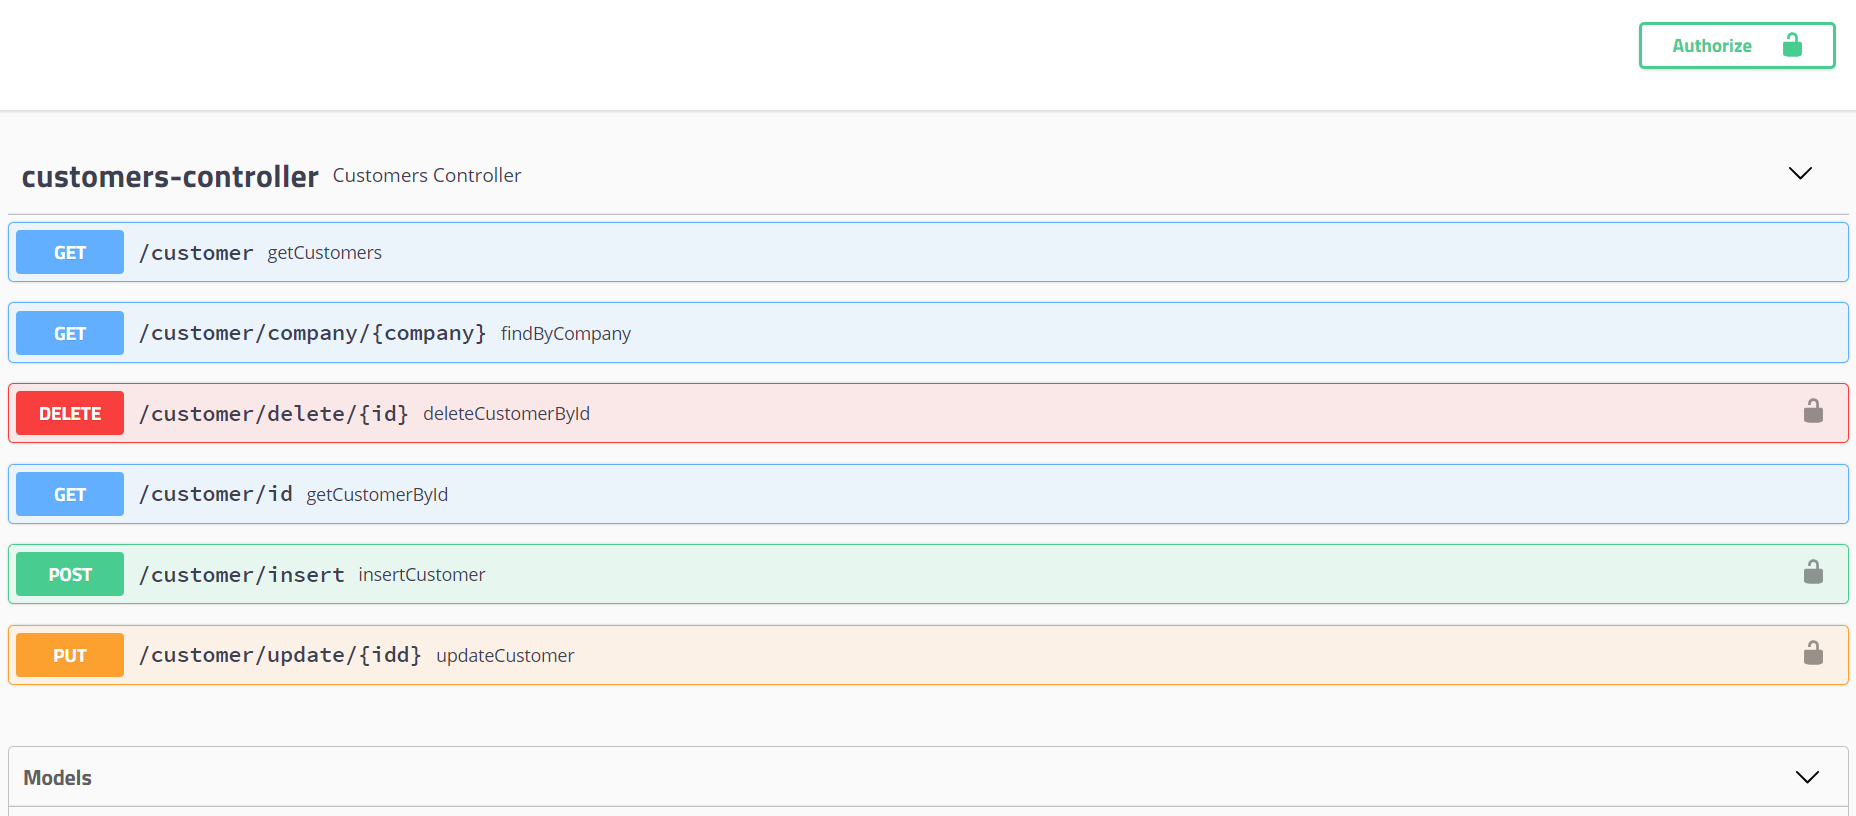 Authorize
customers-controller Customers Controller
GET /customer getCustomers
GET /customer/company/{company} findByCompany
DELETE /customer/delete/{id} deleteCustomerById
GET /customer/id getCustomerById
POST /customer/insert insertCustomer
PUT /customer/update/{idd} updateCustomer
Models